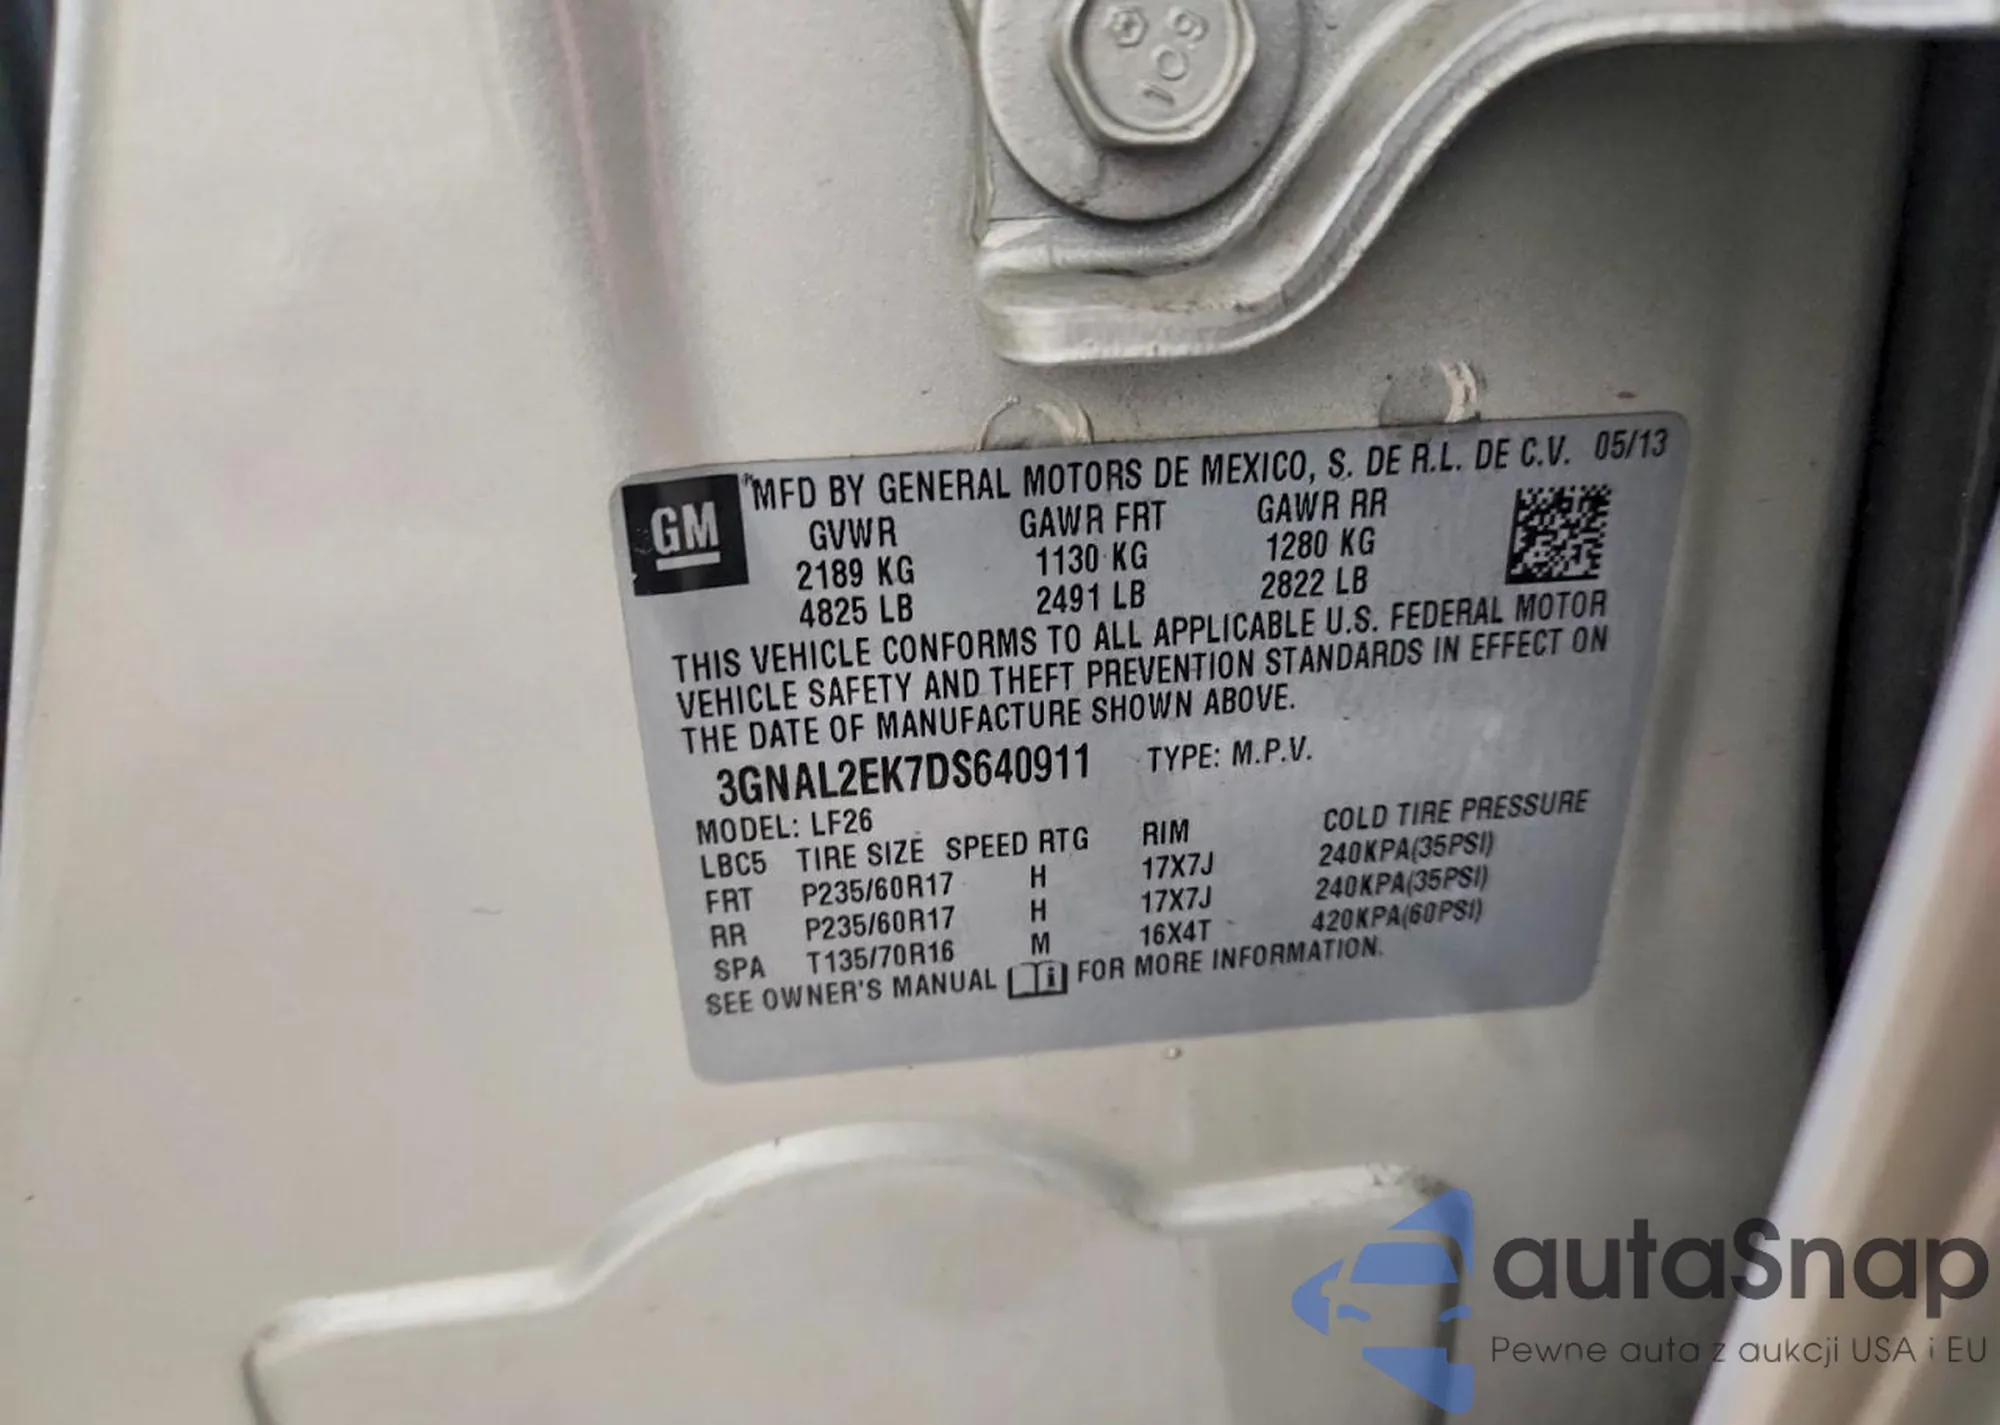 109
MFD BY GENERAL MOTORS DE MEXICO, S. DE R.L. DE C.V. 05/13
GM
GVWR GAWR FRT GAWR RR
2189 KG 1130 KG 1280 KG
4825 LB 2491 LB 2822 LB
THIS VEHICLE CONFORMS TO ALL APPLICABLE U.S. FEDERAL MOTOR
VEHICLE SAFETY AND THEFT PREVENTION STANDARDS IN EFFECT ON
THE DATE OF MANUFACTURE SHOWN ABOVE.
3GNAL2EK7DS640911 TYPE: M.P.V.
MODEL: LF26
LBC5 TIRE SIZE SPEED RTG RIM COLD TIRE PRESSURE
FRT P235/60R17 H 17X7J 240KPA(35PSI)
RR P235/60R17 H 17X7J 240KPA(35PSI)
SPA T135/70R16 M 16X4T 420KPA(60PSI)
SEE OWNER'S MANUAL FOR MORE INFORMATION.
autaSnap
Pewne auta z aukcji USA i EU